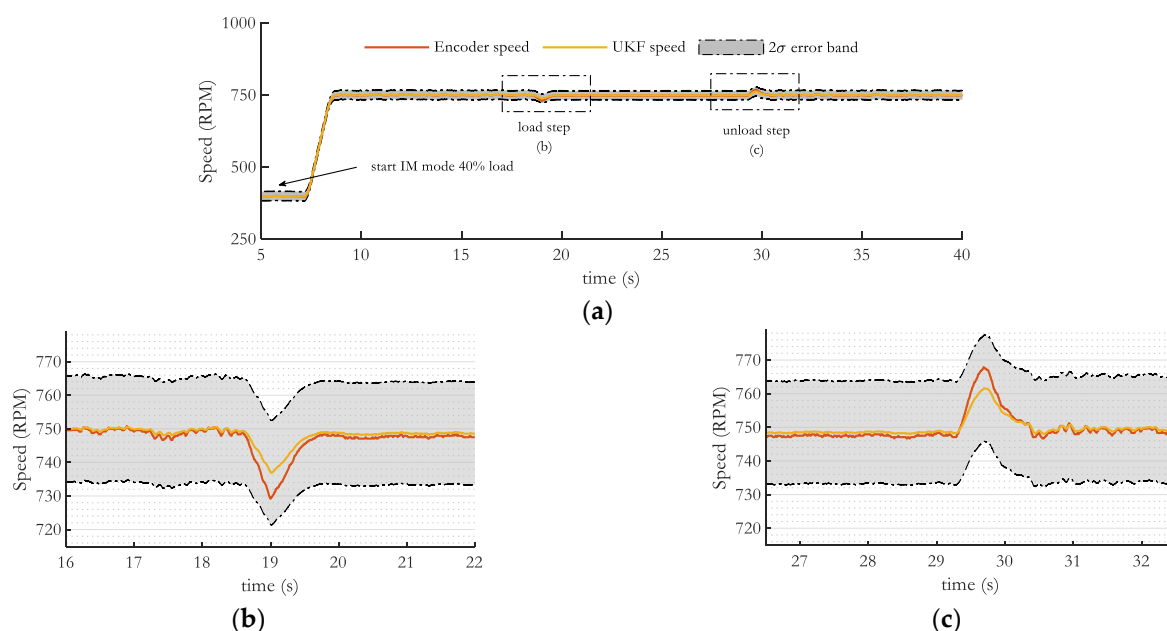 1000
750
500
250
Speed (RPM)
Encoder speed UKF speed 2σ error band
load step
(b)
unload step
(c)
start IM mode 40% load
5 10 15 20 25 30 35 40
time (s)
(a)
770
760
750
740
730
720
Speed (RPM)
16 17 18 19 20 21 22
time (s)
(b)
770
760
750
740
730
720
Speed (RPM)
27 28 29 30 31 32
time (s)
(c)